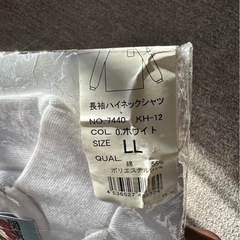 長袖ハイネックシャツ
NO. 7440 KH-12
COL 0.ホワイト
SIZE LL
QUAL 綿
ポリエステル